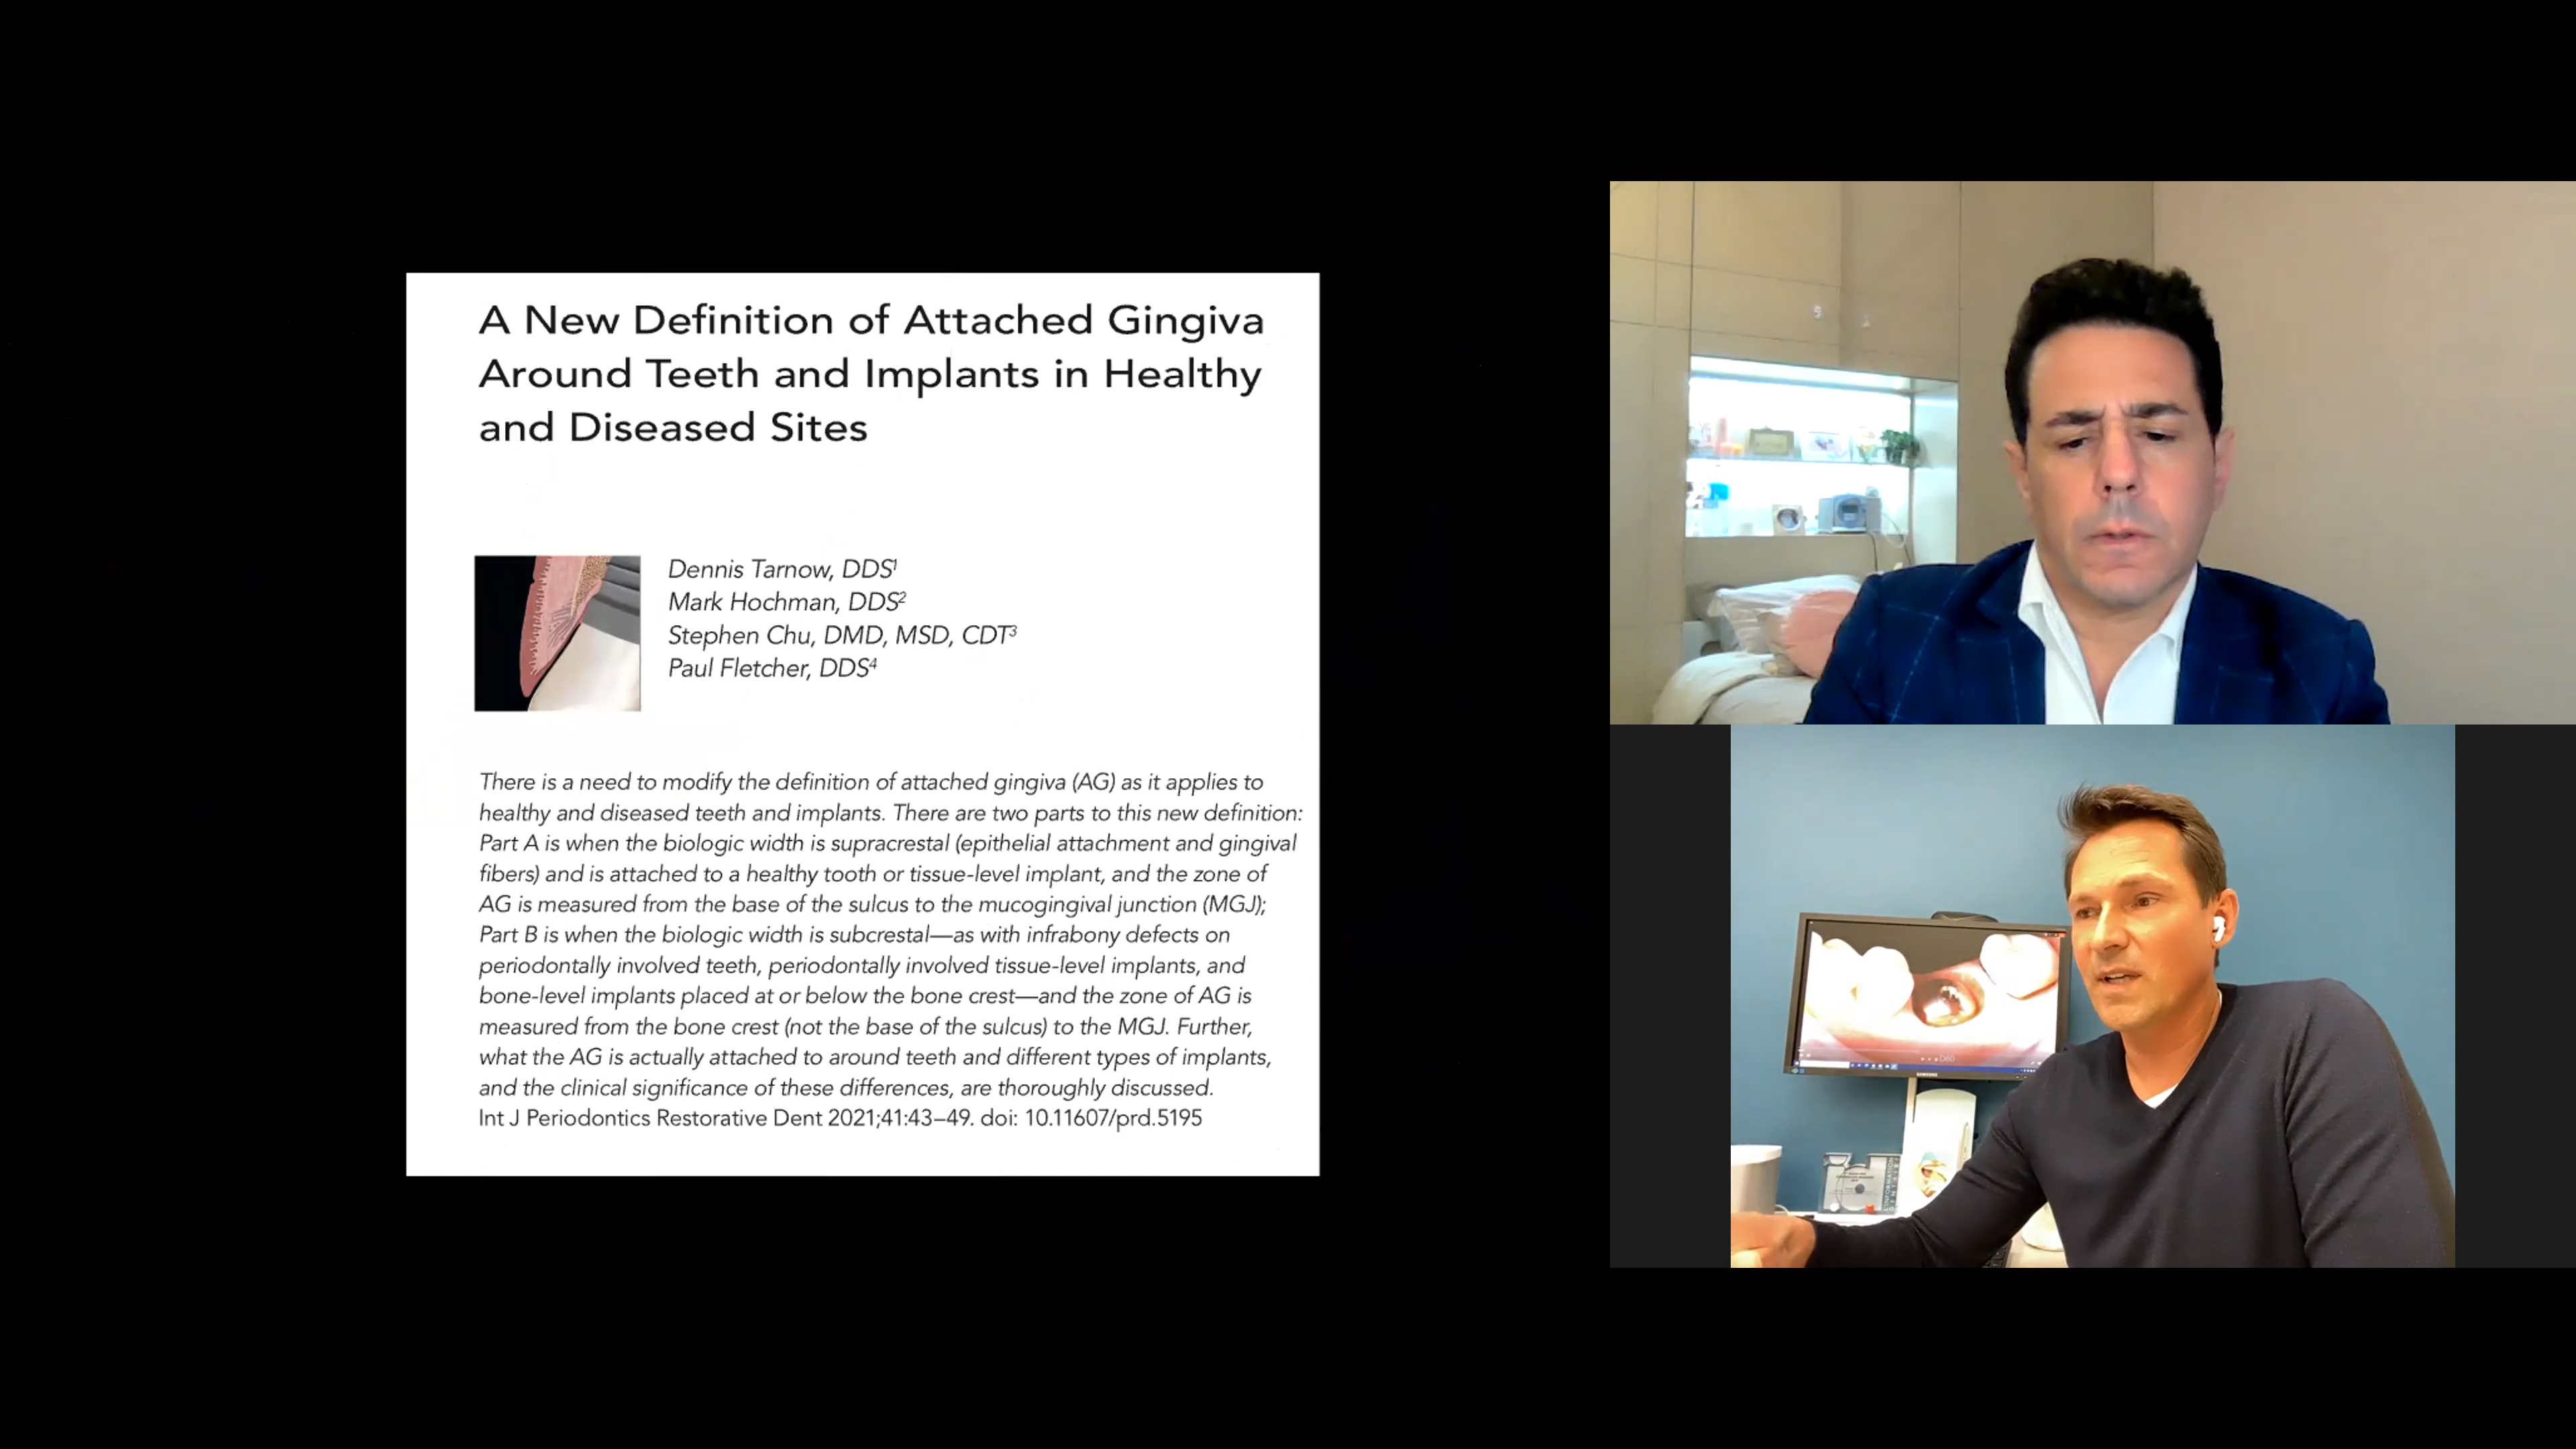 A New Definition of Attached Gingiva
Around Teeth and Implants in Healthy
and Diseased Sites
Dennis Tarnow, DDS¹
Mark Hochman, DDS²
Stephen Chu, DMD, MSD, CDT³
Paul Fletcher, DDS⁴
There is a need to modify the definition of attached gingiva (AG) as it applies to
healthy and diseased teeth and implants. There are two parts to this new definition:
Part A is when the biologic width is supracrestal (epithelial attachment and gingival
fibers) and is attached to a healthy tooth or tissue-level implant, and the zone of
AG is measured from the base of the sulcus to the mucogingival junction (MGJ);
Part B is when the biologic width is subcrestal—as with infrabony defects on
periodontally involved teeth, periodontally involved tissue-level implants, and
bone-level implants placed at or below the bone crest—and the zone of AG is
measured from the bone crest (not the base of the sulcus) to the MGJ. Further,
what the AG is actually attached to around teeth and different types of implants,
and the clinical significance of these differences, are thoroughly discussed.
Int J Periodontics Restorative Dent 2021;41:43–49. doi: 10.11607/prd.5195
SAMSUNG